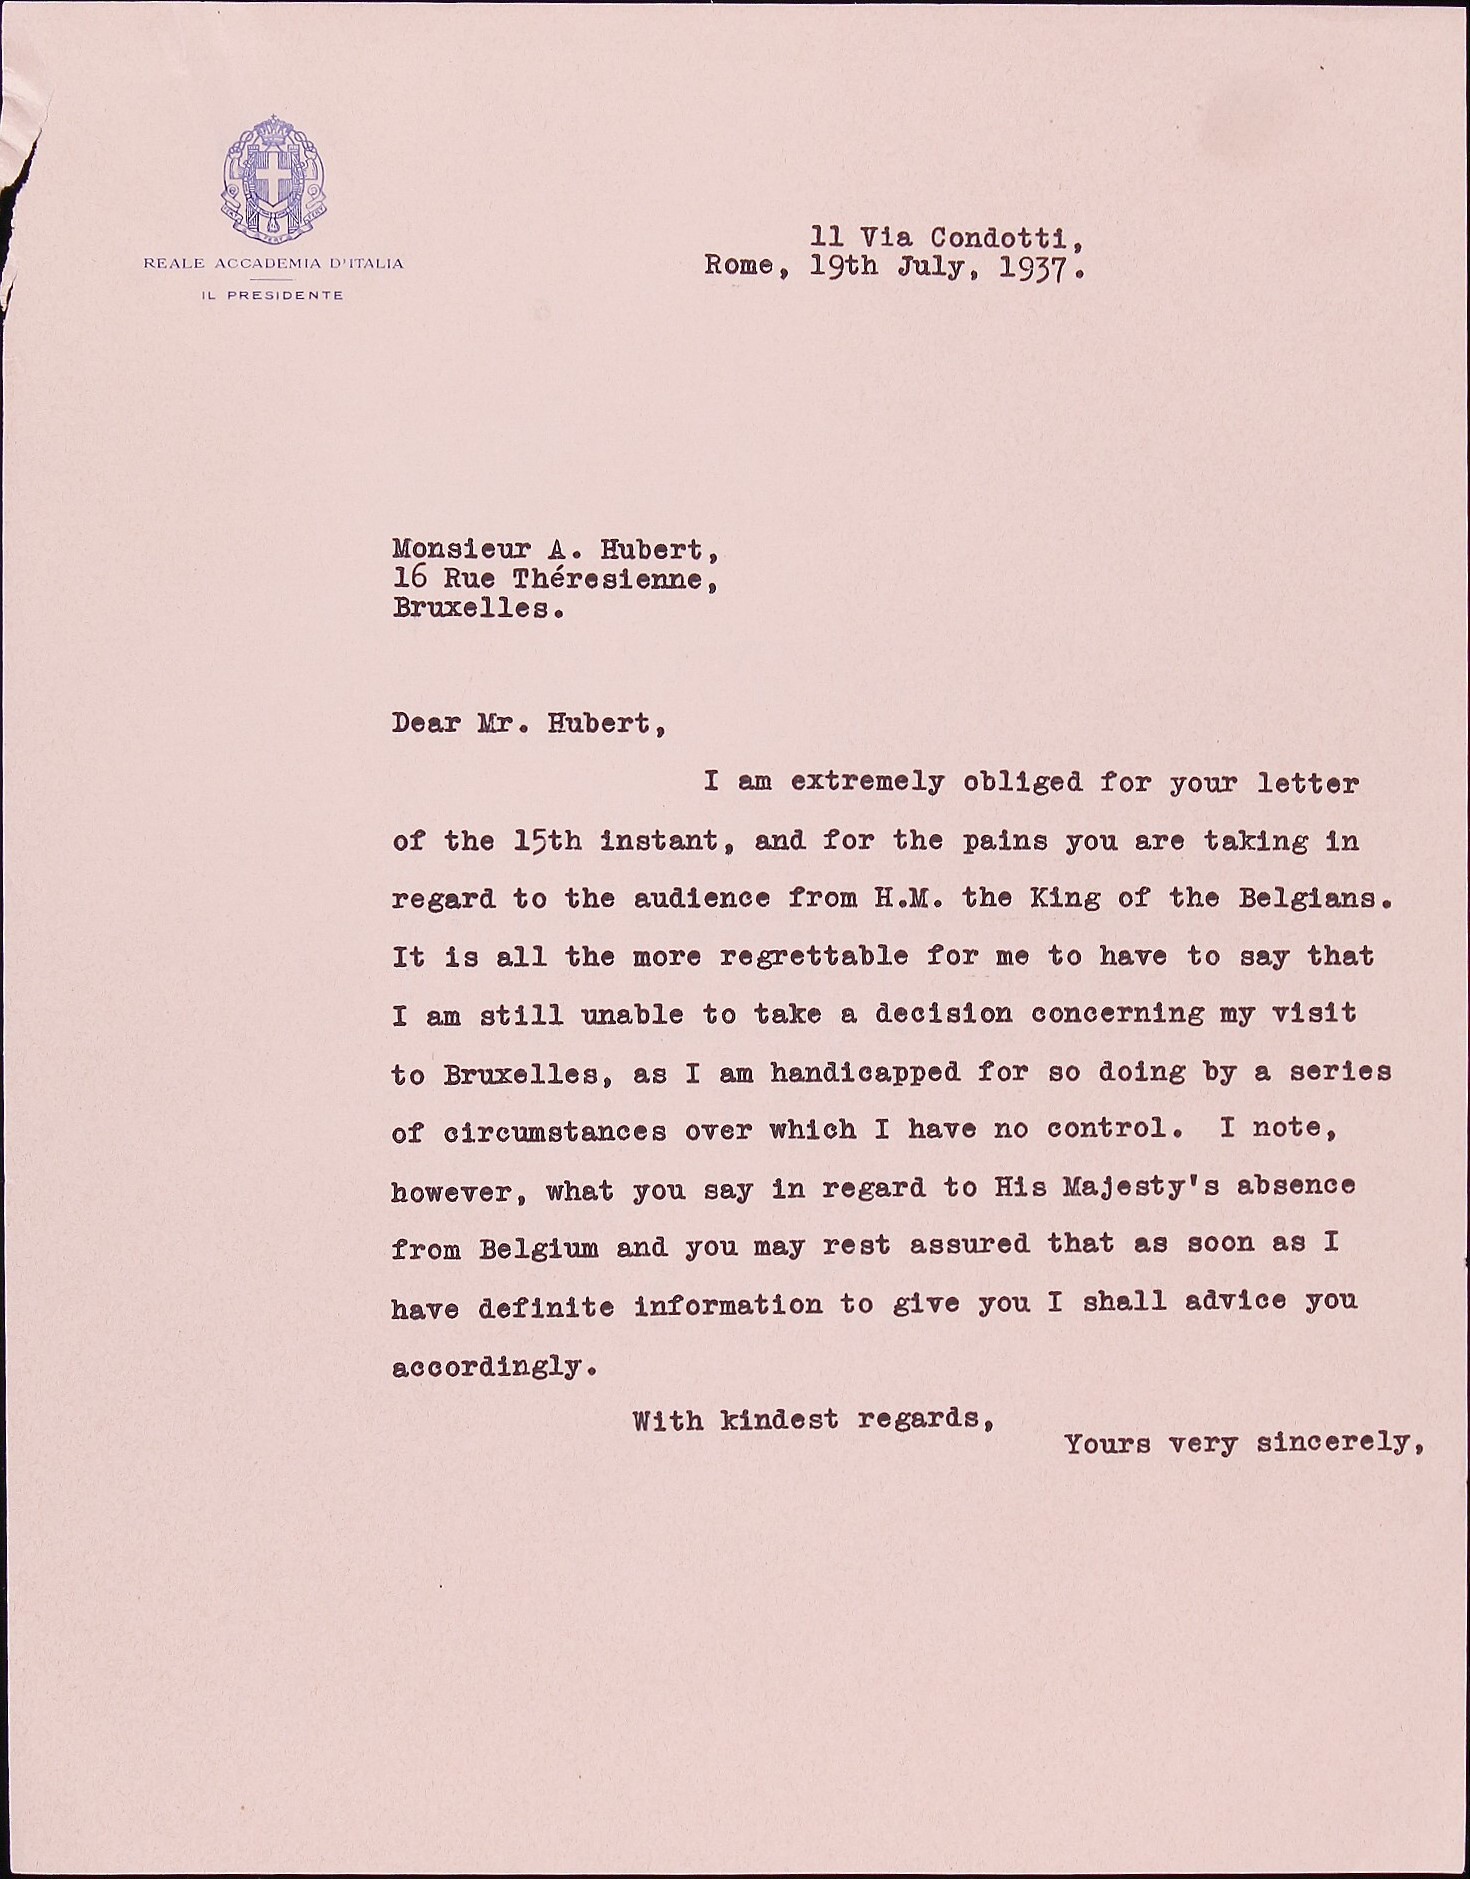 REALE ACCADEMIA D'ITALIA
IL PRESIDENTE
11 Via Condotti,
Rome, 19th July, 1937.
Monsieur A. Hubert,
16 Rue Théresienne,
Bruxelles.
Dear Mr. Hubert,
I am extremely obliged for your letter
of the 15th instant, and for the pains you are taking in
regard to the audience from H.M. the King of the Belgians.
It is all the more regrettable for me to have to say that
I am still unable to take a decision concerning my visit
to Bruxelles, as I am handicapped for so doing by a series
of circumstances over which I have no control. I note,
however, what you say in regard to His Majesty's absence
from Belgium and you may rest assured that as soon as I
have definite information to give you I shall advice you
accordingly.
With kindest regards,
Yours very sincerely,